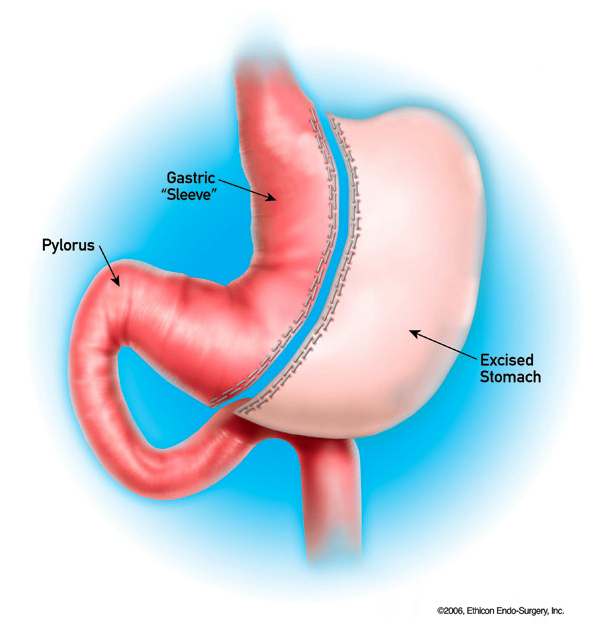 Gastric
“Sleeve”
Pylorus
Excised
Stomach
©2006, Ethicon Endo-Surgery, Inc.